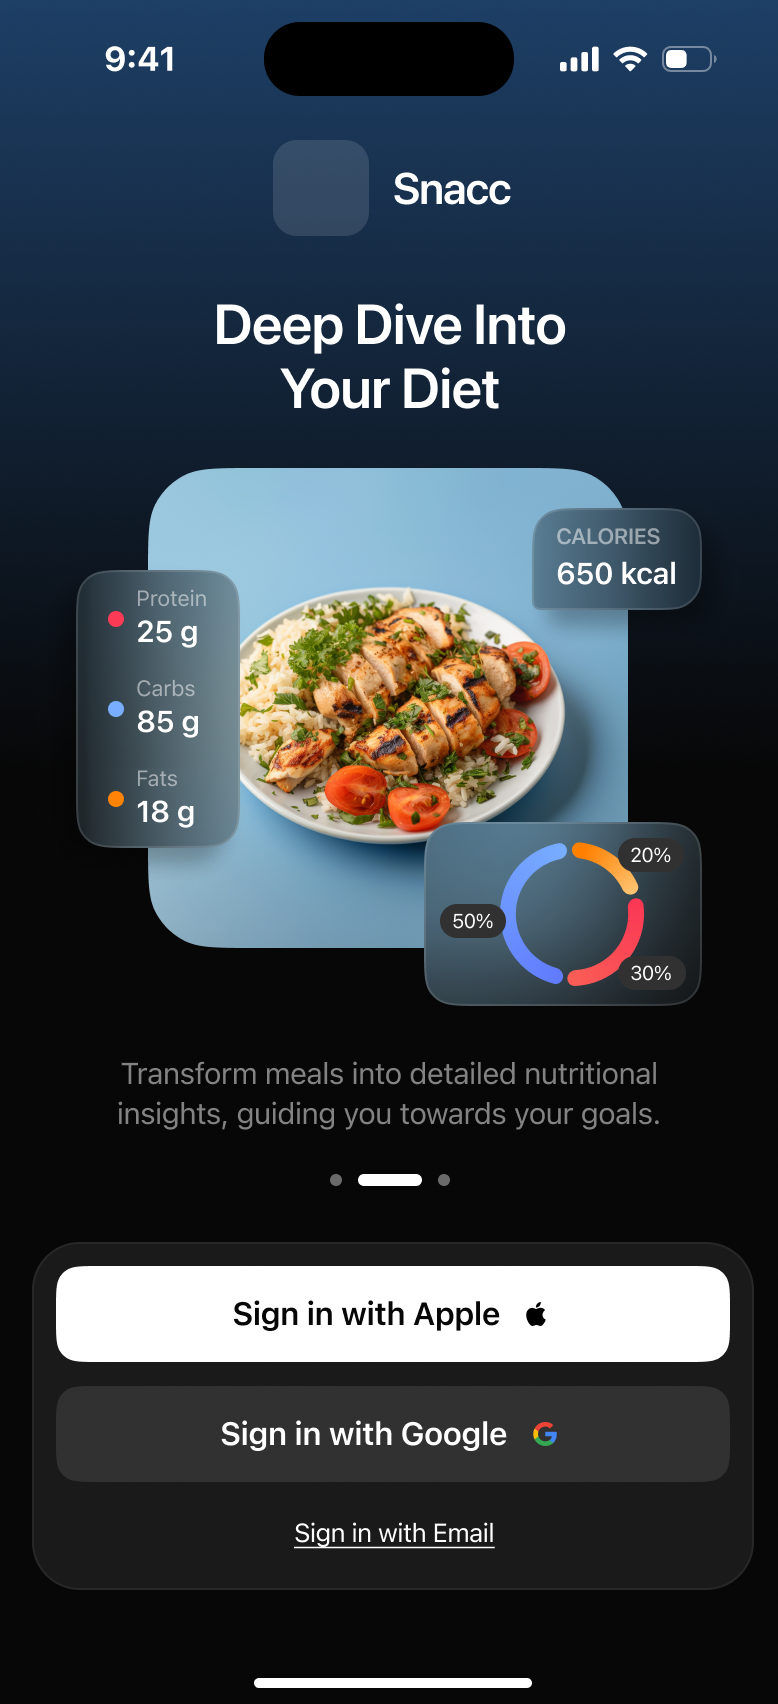 9:41
Snacc
Deep Dive Into
Your Diet
CALORIES
650 kcal
Protein
25 g
Carbs
85 g
Fats
18 g
20%
50%
30%
Transform meals into detailed nutritional
insights, guiding you towards your goals.
Sign in with Apple
Sign in with Google
Sign in with Email